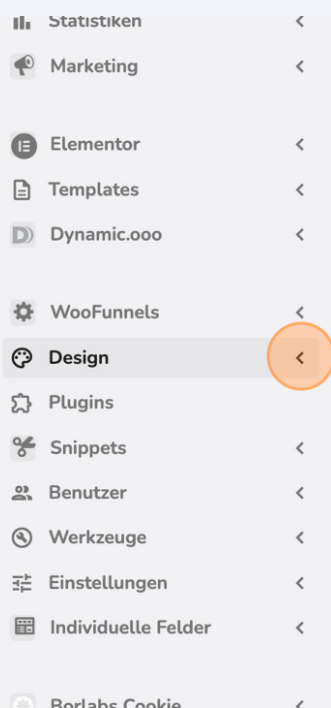 Statistiken
Marketing
Elementor
Templates
Dynamic.ooo
WooFunnels
Design
Plugins
Snippets
Benutzer
Werkzeuge
Einstellungen
Individuelle Felder
Borlabs Cookie